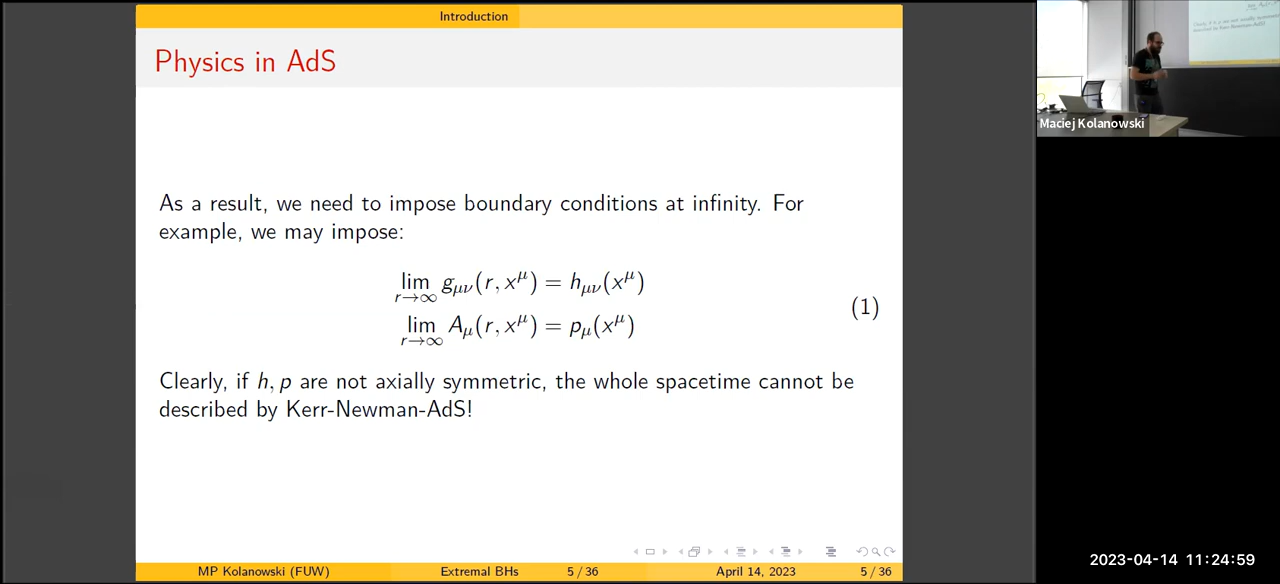 Introduction
Physics in AdS
As a result, we need to impose boundary conditions at infinity. For
example, we may impose:
lim r→∞ g_μν(r, x^μ) = h_μν(x^μ)
lim r→∞ A_μ(r, x^μ) = p_μ(x^μ)
(1)
Clearly, if h, p are not axially symmetric, the whole spacetime cannot be
described by Kerr-Newman-AdS!
MP Kolanowski (FUW) Extremal BHs 5 / 36 April 14, 2023 5 / 36
Maciej Kolanowski
2023-04-14 11:24:59